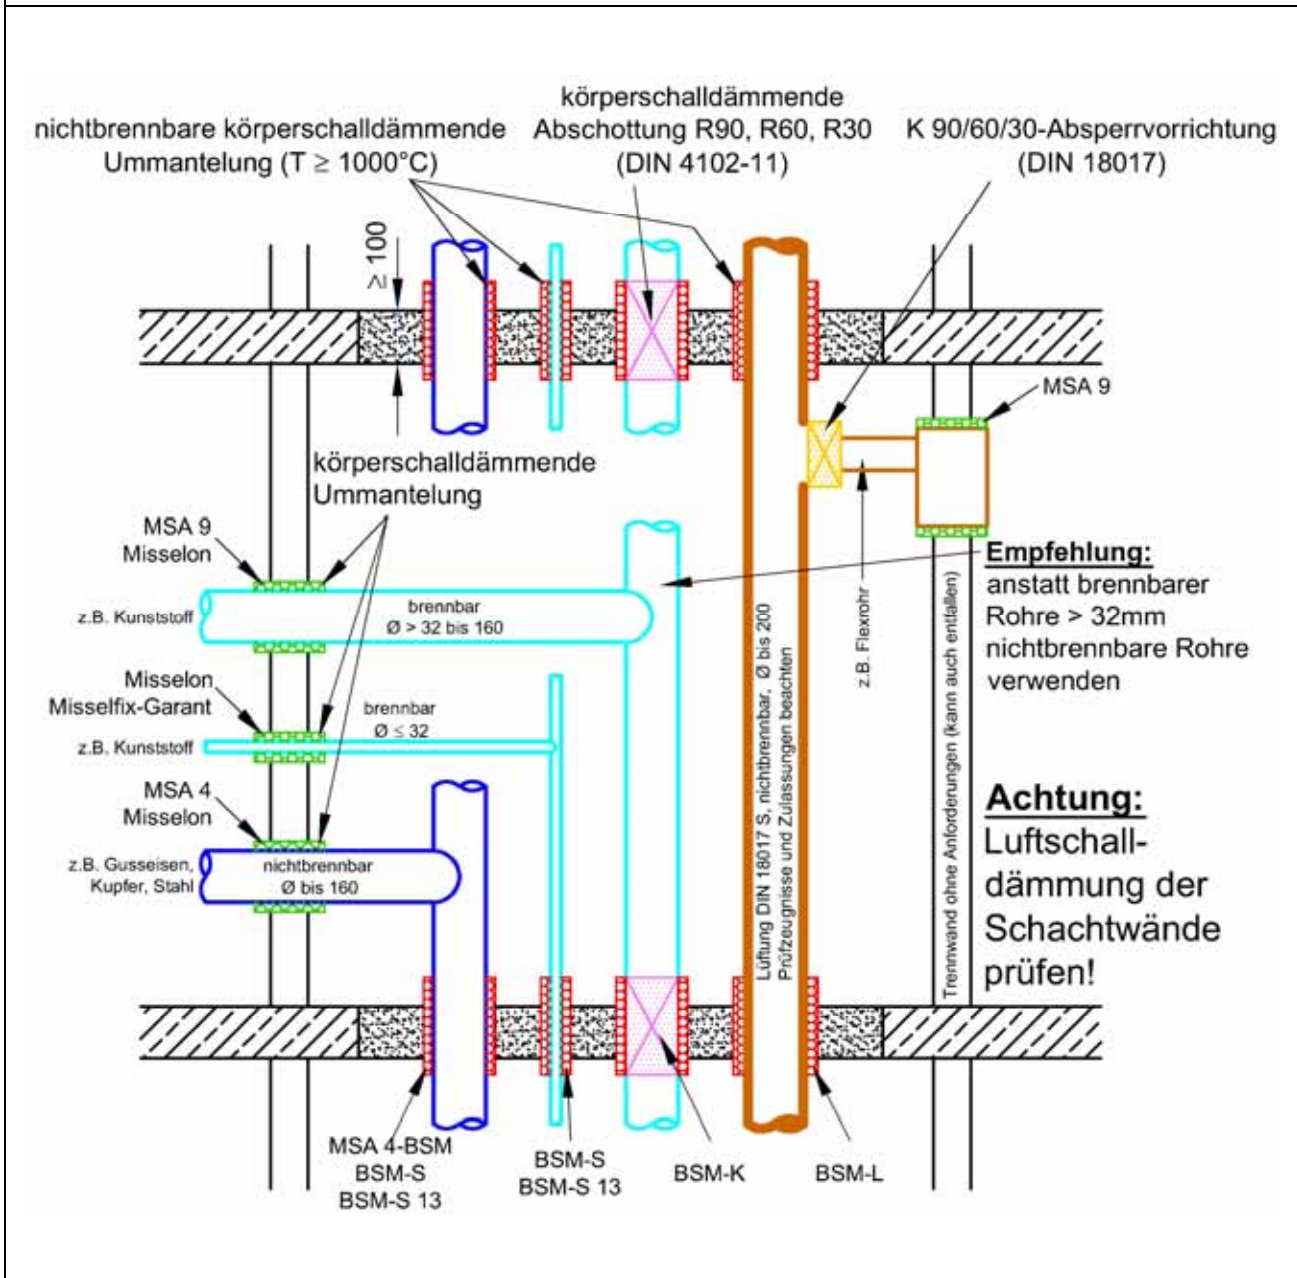 körperschalldämmende
Abschottung R90, R60, R30
(DIN 4102-11)
nichtbrennbare körperschalldämmende
Ummantelung (T ≥ 1000°C)
K 90/60/30-Absperrvorrichtung
(DIN 18017)
≥ 100
MSA 9
körperschalldämmende
Ummantelung
MSA 9
Misselon
z.B. Kunststoff
brennbar
Ø > 32 bis 160
Misselon
Misselfix-Garant
z.B. Kunststoff
brennbar
Ø ≤ 32
MSA 4
Misselon
z.B. Gusseisen,
Kupfer, Stahl
nichtbrennbar
Ø bis 160
Lüftung DIN 18017 S, nichtbrennbar, Ø bis 200
Prüfzeugnisse und Zulassungen beachten
z.B. Flexrohr
Trennwand ohne Anforderungen (kann auch entfallen)
Empfehlung:
anstatt brennbarer
Rohre > 32mm
nichtbrennbare Rohre
verwenden
Achtung:
Luftschall-
dämmung der
Schachtwände
prüfen!
MSA 4-BSM
BSM-S
BSM-S 13
BSM-S
BSM-S 13
BSM-K
BSM-L